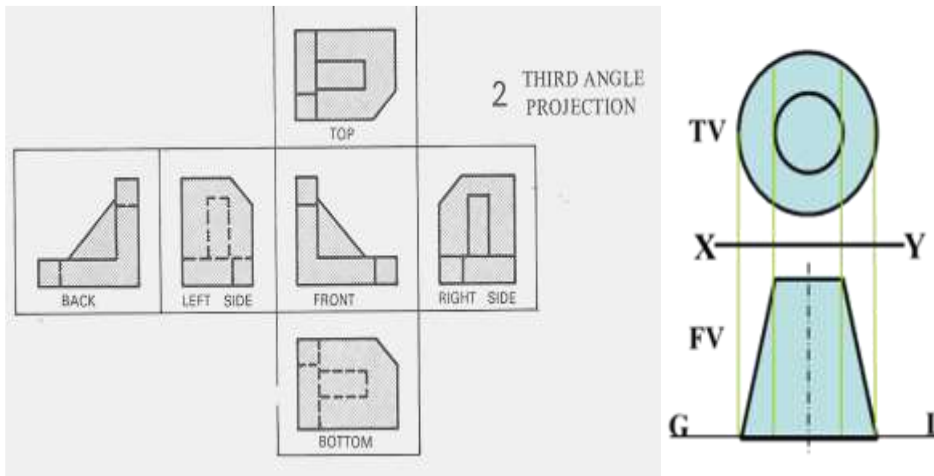 2 THIRD ANGLE
PROJECTION
TOP
BACK
LEFT SIDE
FRONT
RIGHT SIDE
BOTTOM
TV
X Y
FV
G L